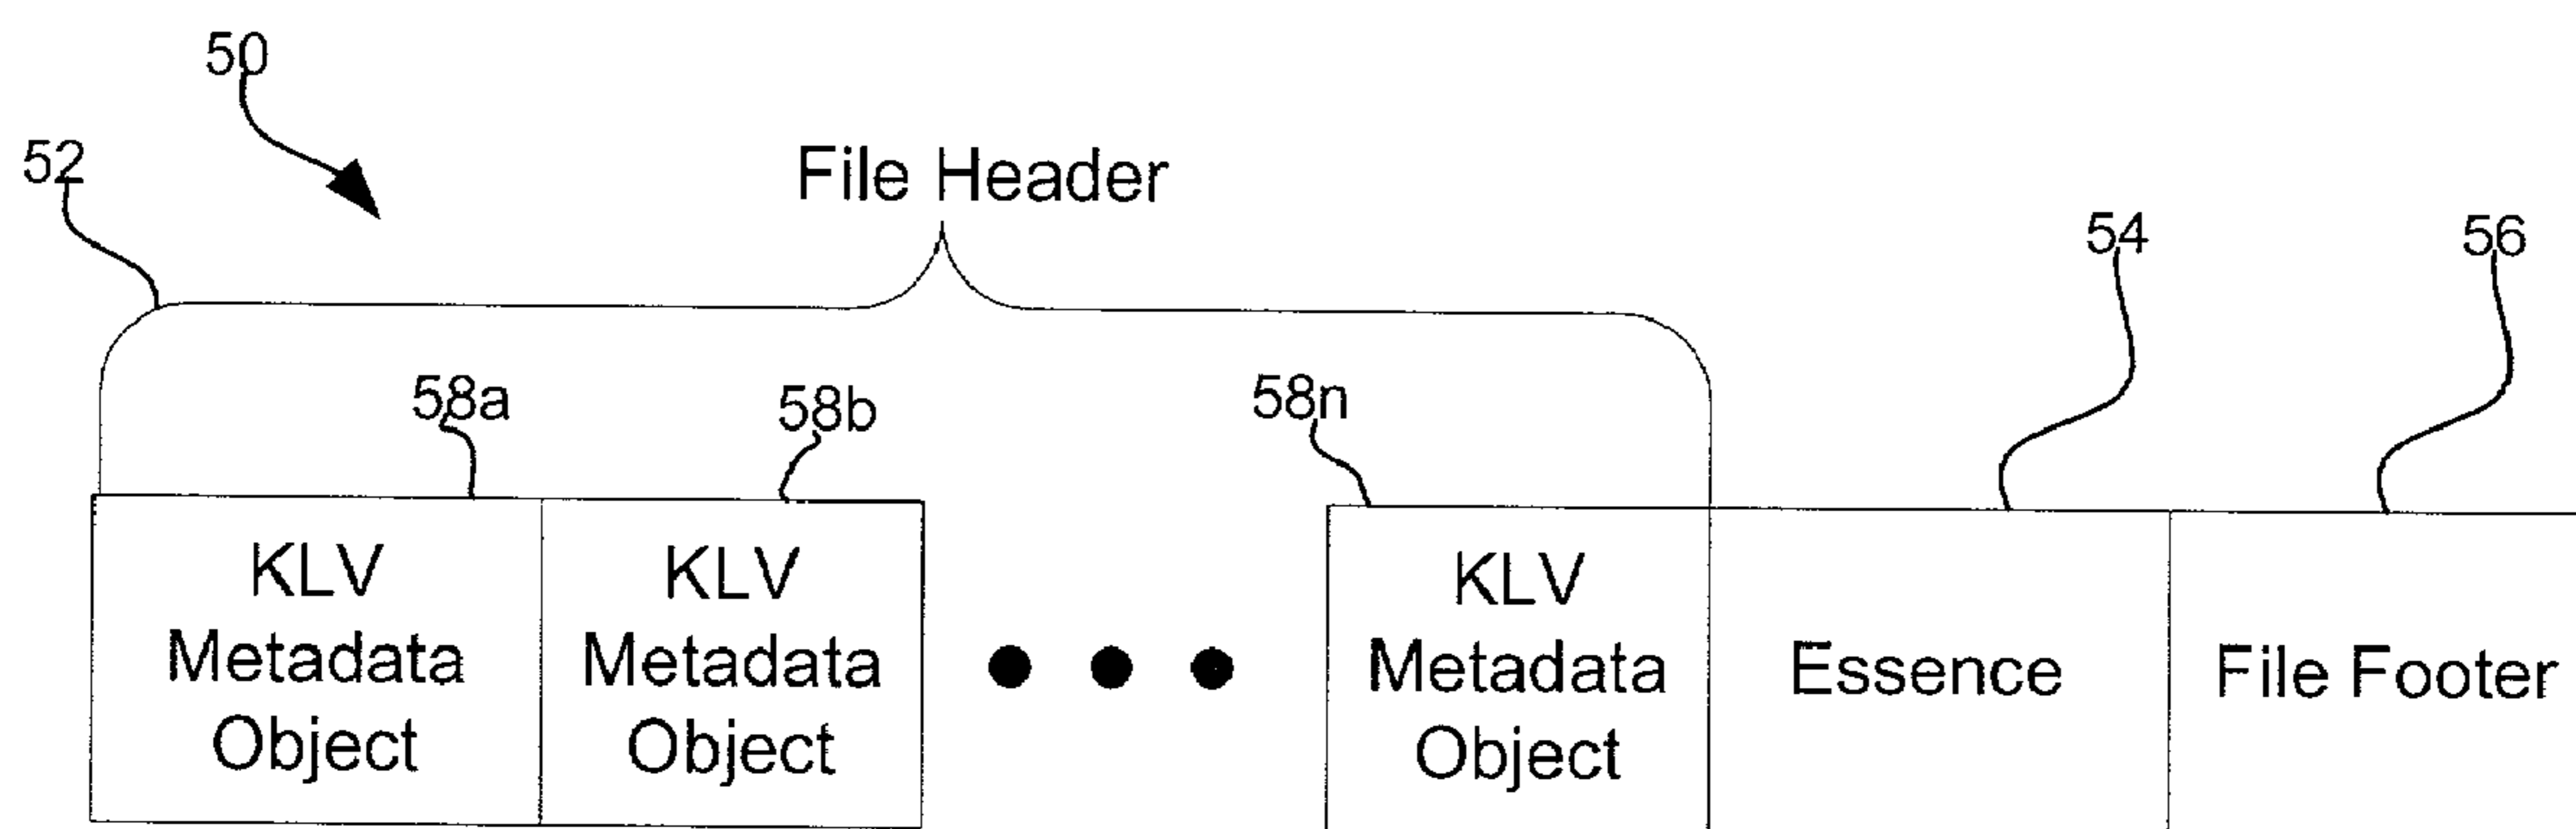 50
52
File Header
54
56
58a
58b
58n
KLV
Metadata
Object
KLV
Metadata
Object
KLV
Metadata
Object
Essence
File Footer